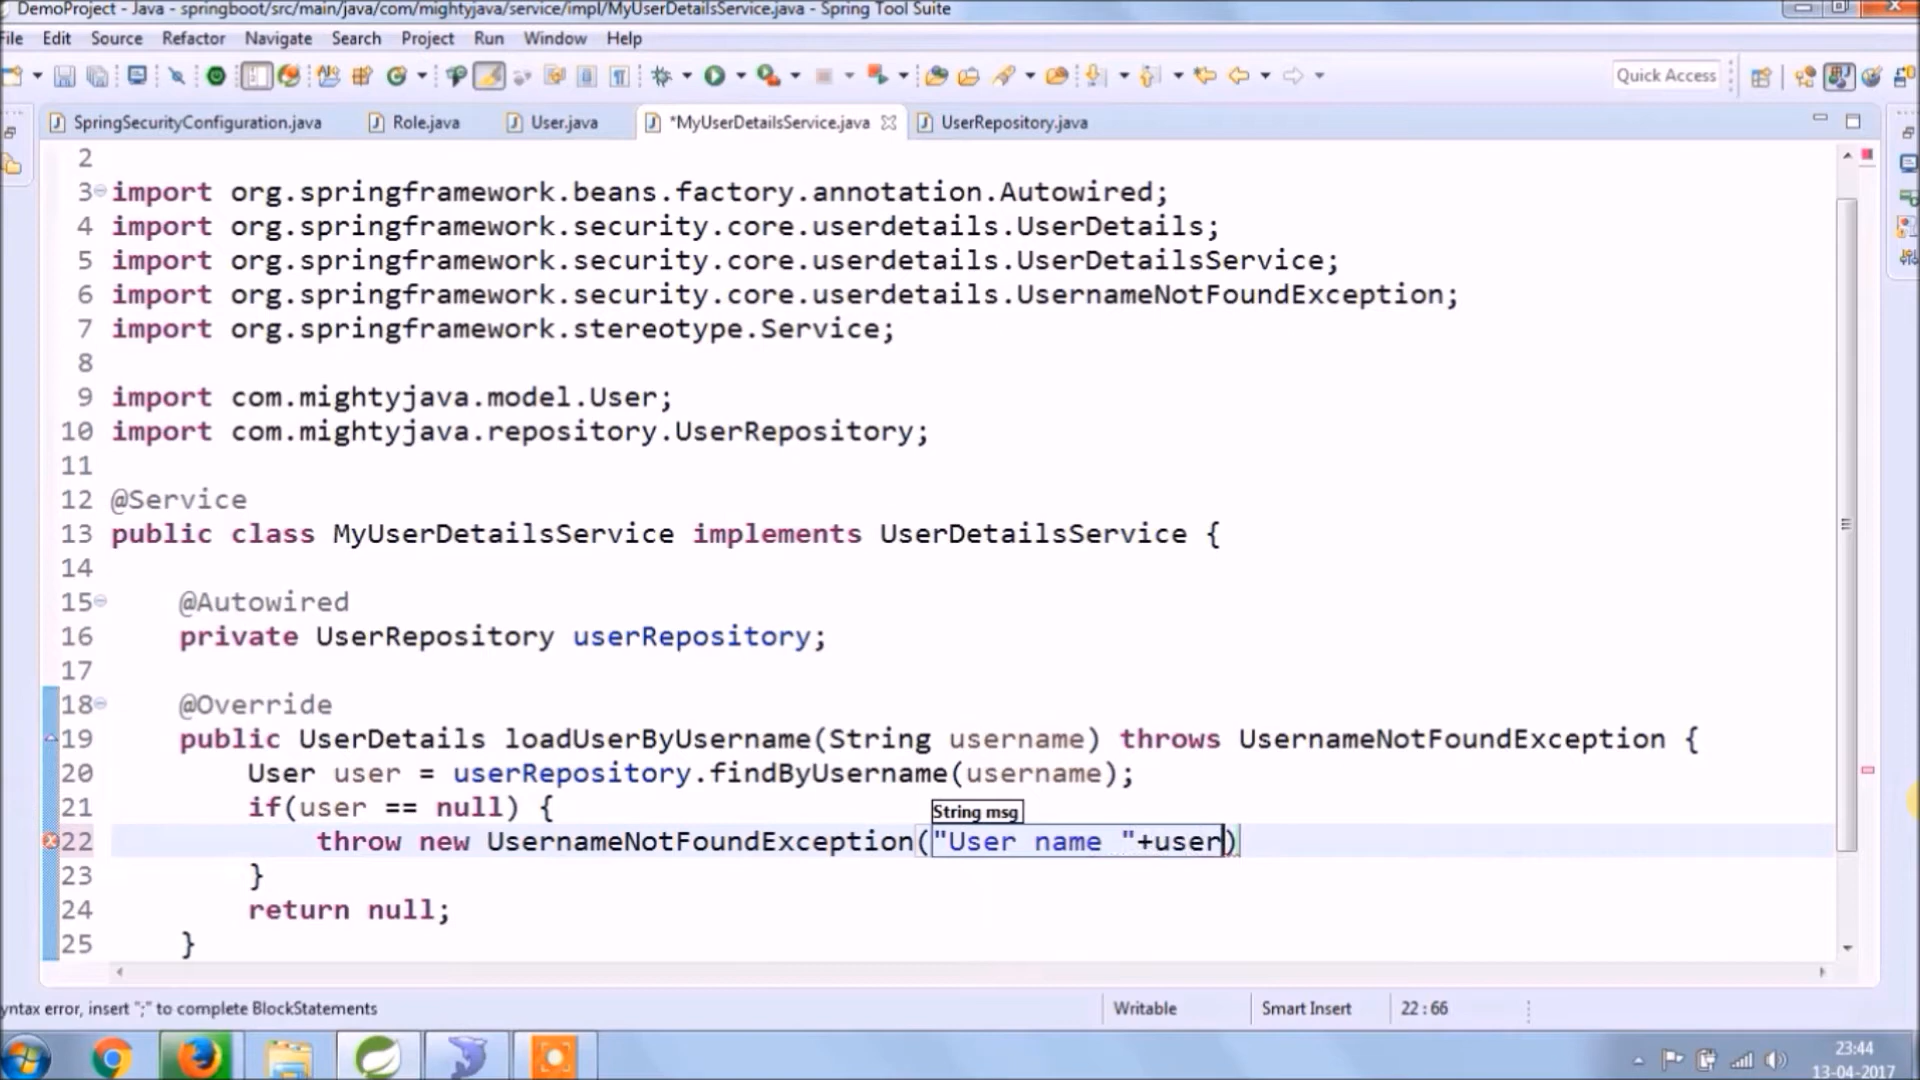 DemoProject - Java - springboot/src/main/java/com/mightyjava/service/impl/MyUserDetailsService.java - Spring Tool Suite
File Edit Source Refactor Navigate Search Project Run Window Help
Quick Access
SpringSecurityConfiguration.java Role.java User.java *MyUserDetailsService.java UserRepository.java
2
3 import org.springframework.beans.factory.annotation.Autowired;
4 import org.springframework.security.core.userdetails.UserDetails;
5 import org.springframework.security.core.userdetails.UserDetailsService;
6 import org.springframework.security.core.userdetails.UsernameNotFoundException;
7 import org.springframework.stereotype.Service;
8
9 import com.mightyjava.model.User;
10 import com.mightyjava.repository.UserRepository;
11
12 @Service
13 public class MyUserDetailsService implements UserDetailsService {
14
15 @Autowired
16 private UserRepository userRepository;
17
18 @Override
19 public UserDetails loadUserByUsername(String username) throws UsernameNotFoundException {
20 User user = userRepository.findByUsername(username);
21 if(user == null) {
String msg
22 throw new UsernameNotFoundException("User name "+user)
23 }
24 return null;
25 }
yntax error, insert ";" to complete BlockStatements
Writable Smart Insert 22 : 66
23:44
13-04-2017